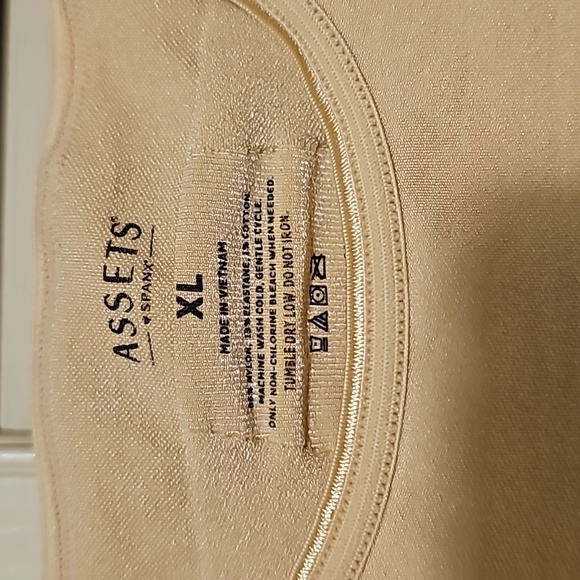 ASSETS®
♥ SPANX®
XL
MADE IN VIETNAM
86% NYLON, 13% ELASTANE, 1% COTTON.
MACHINE WASH COLD, GENTLE CYCLE.
ONLY NON-CHLORINE BLEACH WHEN NEEDED.
TUMBLE DRY LOW. DO NOT IRON.